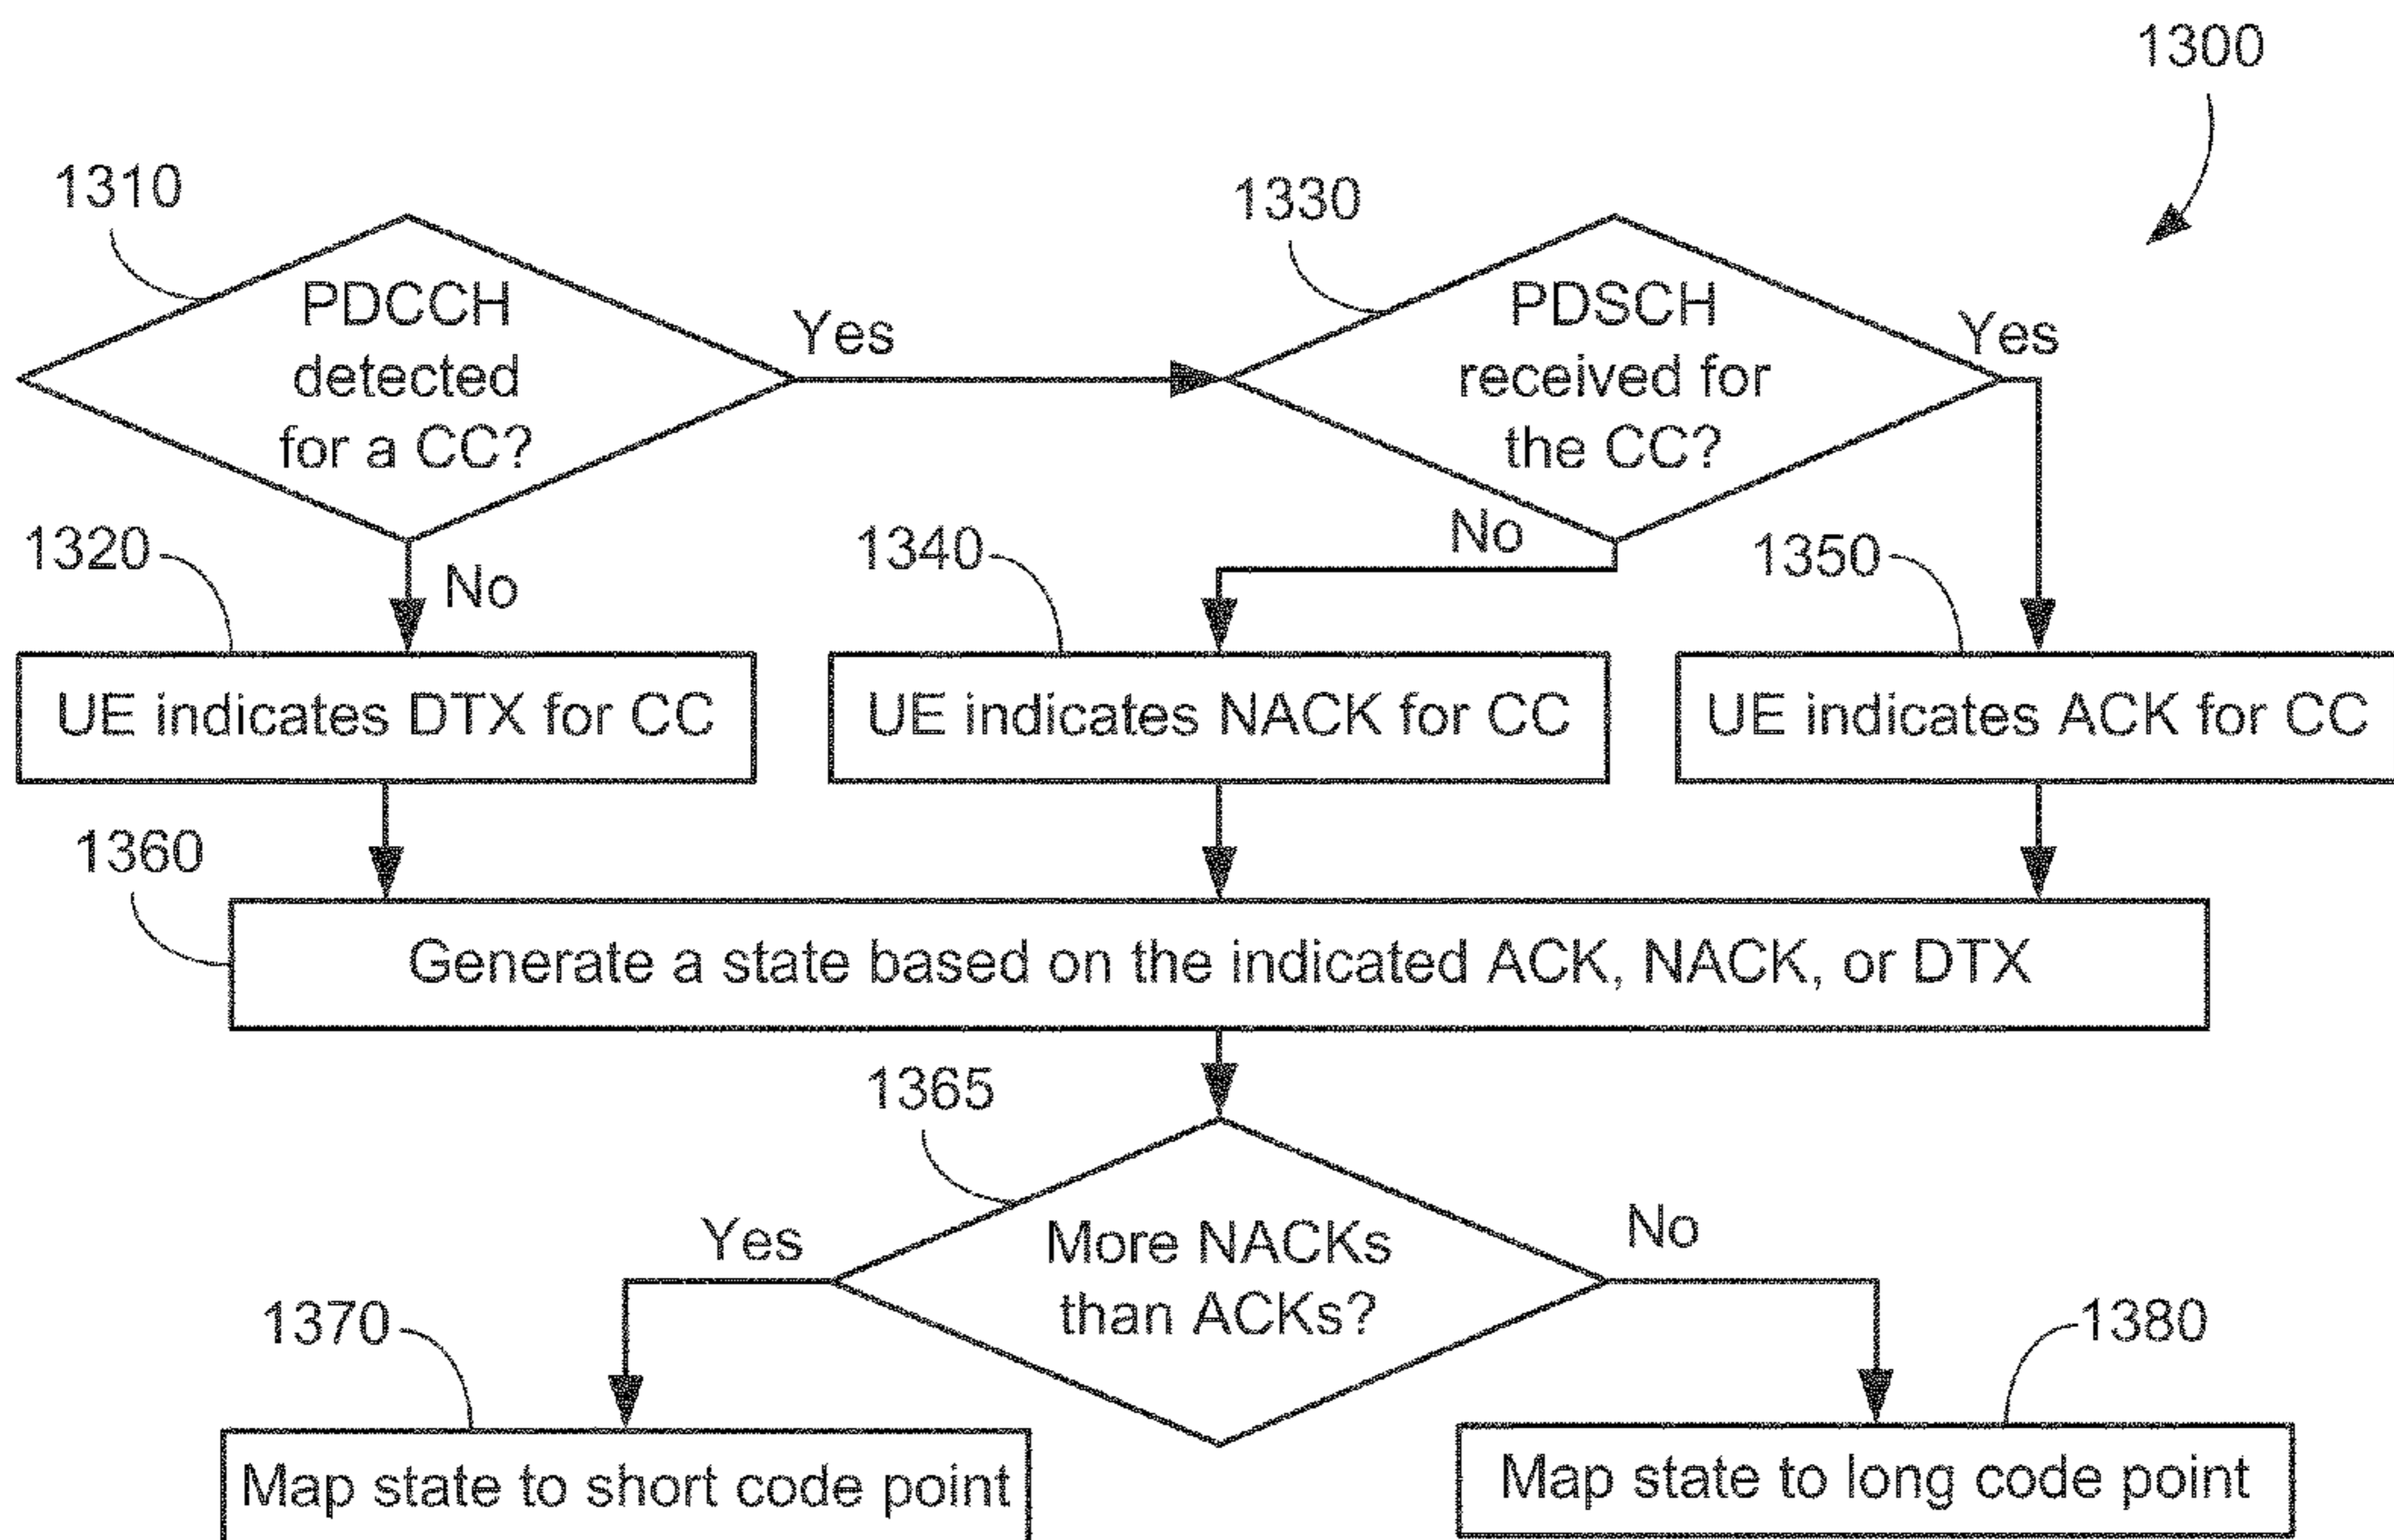 1300
1310
1330
PDCCH
detected
for a CC?
Yes
PDSCH
received for
the CC?
Yes
1320
No
1340
No
1350
UE indicates DTX for CC
UE indicates NACK for CC
UE indicates ACK for CC
1360
Generate a state based on the indicated ACK, NACK, or DTX
1365
Yes
More NACKs
than ACKs?
No
1370
1380
Map state to short code point
Map state to long code point